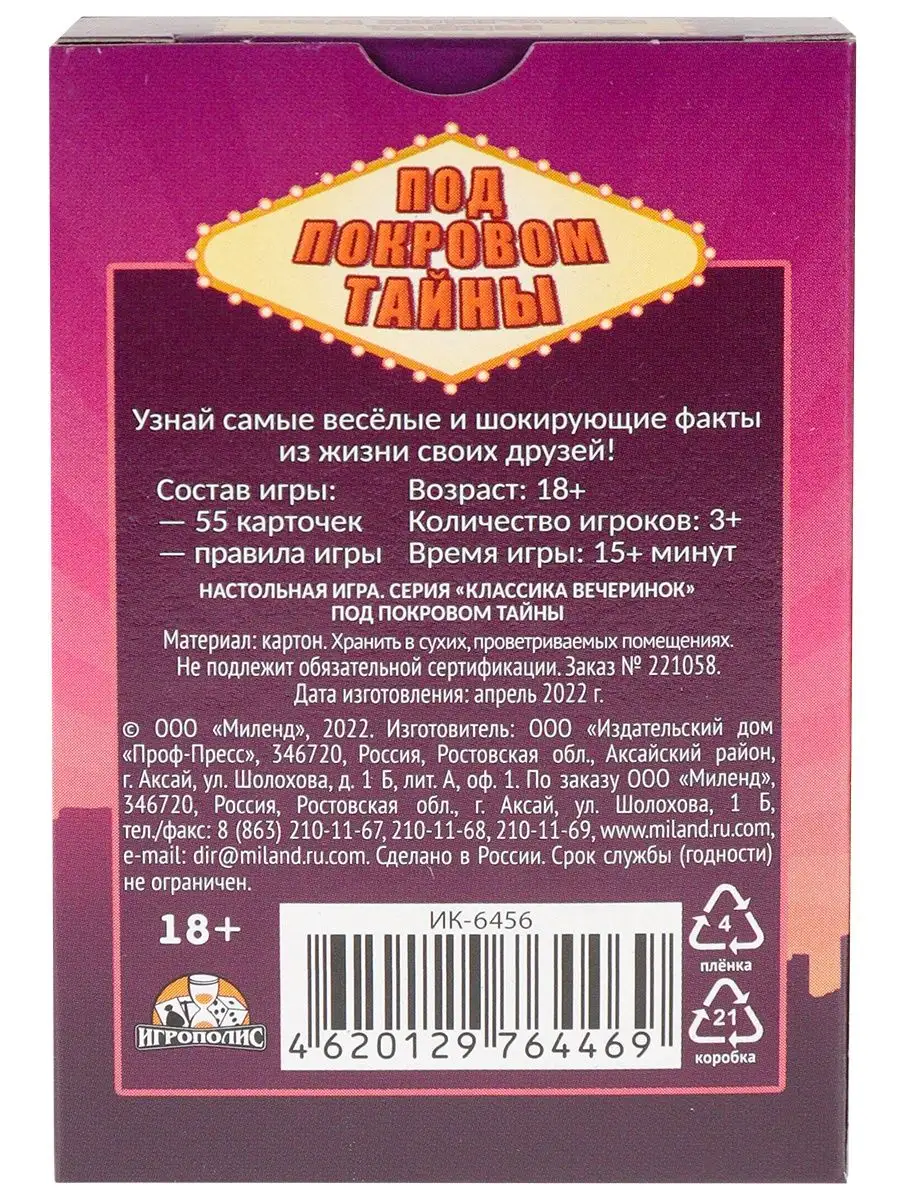 ПОД
ПОКРОВОМ
ТАЙНЫ
Узнай самые весёлые и шокирующие факты
из жизни своих друзей!
Состав игры:
— 55 карточек
— правила игры
Возраст: 18+
Количество игроков: 3+
Время игры: 15+ минут
НАСТОЛЬНАЯ ИГРА. СЕРИЯ «КЛАССИКА ВЕЧЕРИНОК»
ПОД ПОКРОВОМ ТАЙНЫ
Материал: картон. Хранить в сухих, проветриваемых помещениях.
Не подлежит обязательной сертификации. Заказ № 221058.
Дата изготовления: апрель 2022 г.
© ООО «Миленд», 2022. Изготовитель: ООО «Издательский дом
«Проф-Пресс», 346720, Россия, Ростовская обл., Аксайский район,
г. Аксай, ул. Шолохова, д. 1 Б, лит. А, оф. 1. По заказу ООО «Миленд»,
346720, Россия, Ростовская обл., г. Аксай, ул. Шолохова, 1 Б,
тел./факс: 8 (863) 210-11-67, 210-11-68, 210-11-69, www.miland.ru.com,
e-mail: dir@miland.ru.com. Сделано в России. Срок службы (годности)
не ограничен.
18+
ИГРОПОЛИС
ИК-6456
4 620129 764469
4
плёнка
21
коробка